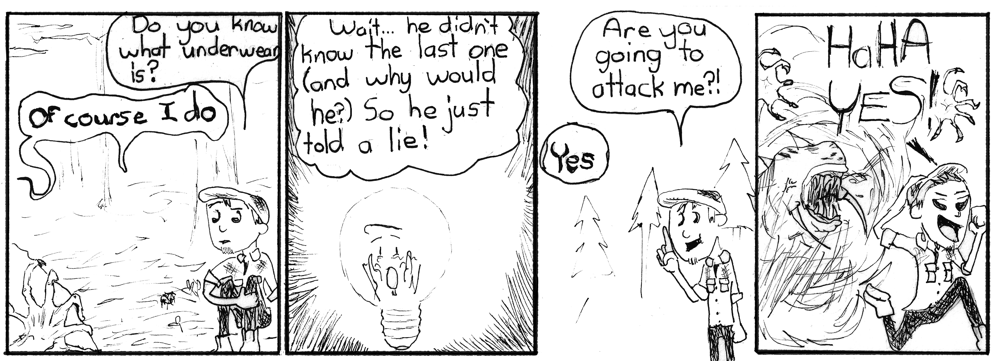 Do you know
what underwear
is?
Of course I do
Wait... he didn't
know the last one
(and why would
he?) So he just
told a lie!
Are you
going to
attack me?!
Yes
HaHA
YES!